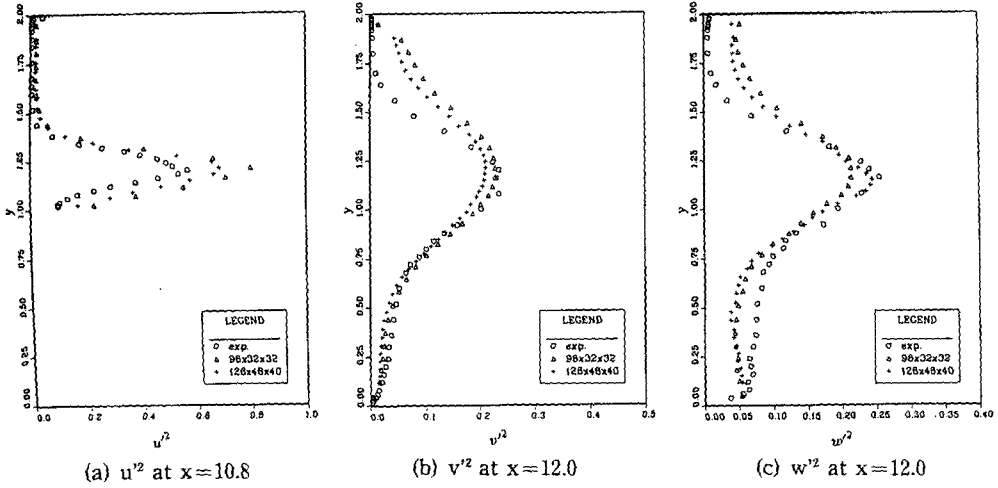 2.00
1.75
1.50
1.25
1.00
0.75
0.50
0.25
0.00
y
0.0
0.2
0.4
0.6
0.8
1.0
u'²
LEGEND
exp.
96x32x32
128x48x40
(a) u'² at x=10.8
2.00
1.75
1.50
1.25
1.00
0.75
0.50
0.25
0.00
y
0.0
0.1
0.2
0.3
0.4
0.5
v'²
LEGEND
exp.
96x32x32
128x48x40
(b) v'² at x=12.0
2.00
1.75
1.50
1.25
1.00
0.75
0.50
0.25
0.00
y
0.00
0.05
0.10
0.15
0.20
0.25
0.30
0.35
0.40
w'²
LEGEND
exp.
96x32x32
128x48x40
(c) w'² at x=12.0